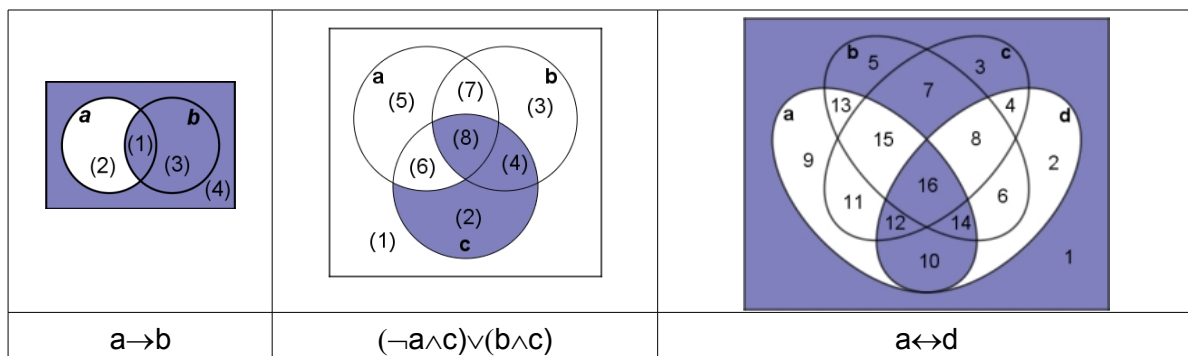 a
b
(1)
(2)
(3)
(4)
a→b
a
b
(5)
(7)
(3)
(8)
(6)
(4)
(2)
(1)
c
(¬a∧c)∨(b∧c)
b
c
5
3
7
a
13
4
d
15
8
9
2
16
11
6
12
14
10
1
a↔d